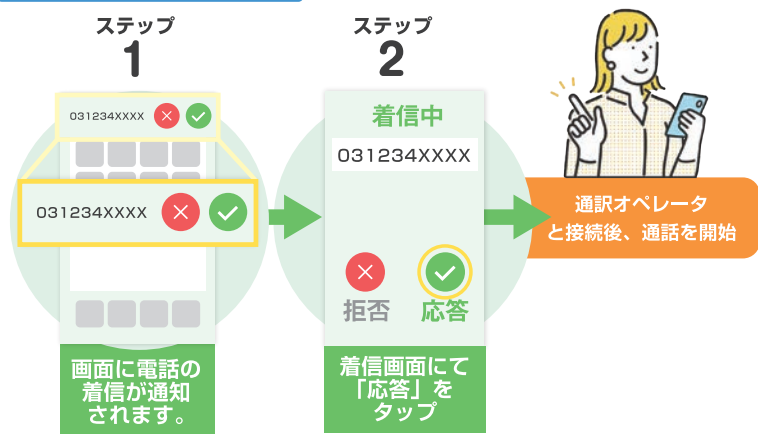 ステップ
1
031234XXXX
031234XXXX
画面に電話の
着信が通知
されます。
ステップ
2
着信中
031234XXXX
拒否
応答
着信画面にて
「応答」を
タップ
通訳オペレータ
と接続後、通話を開始